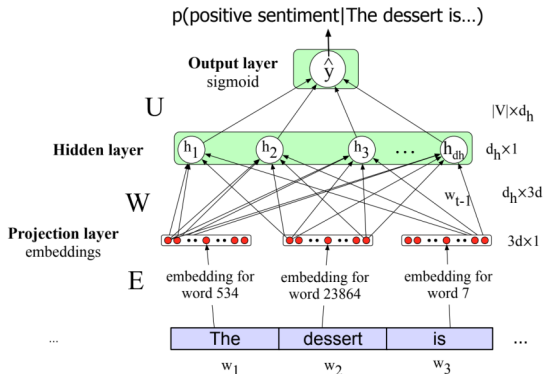 p(positive sentiment|The dessert is...)
Output layer
sigmoid
ŷ
U
|V|×dh
Hidden layer
h1 h2 h3 ... hdh
dh×1
W
wt-1
dh×3d
Projection layer
embeddings
3d×1
E
embedding for
word 534
embedding for
word 23864
embedding for
word 7
... The dessert is ...
w1 w2 w3